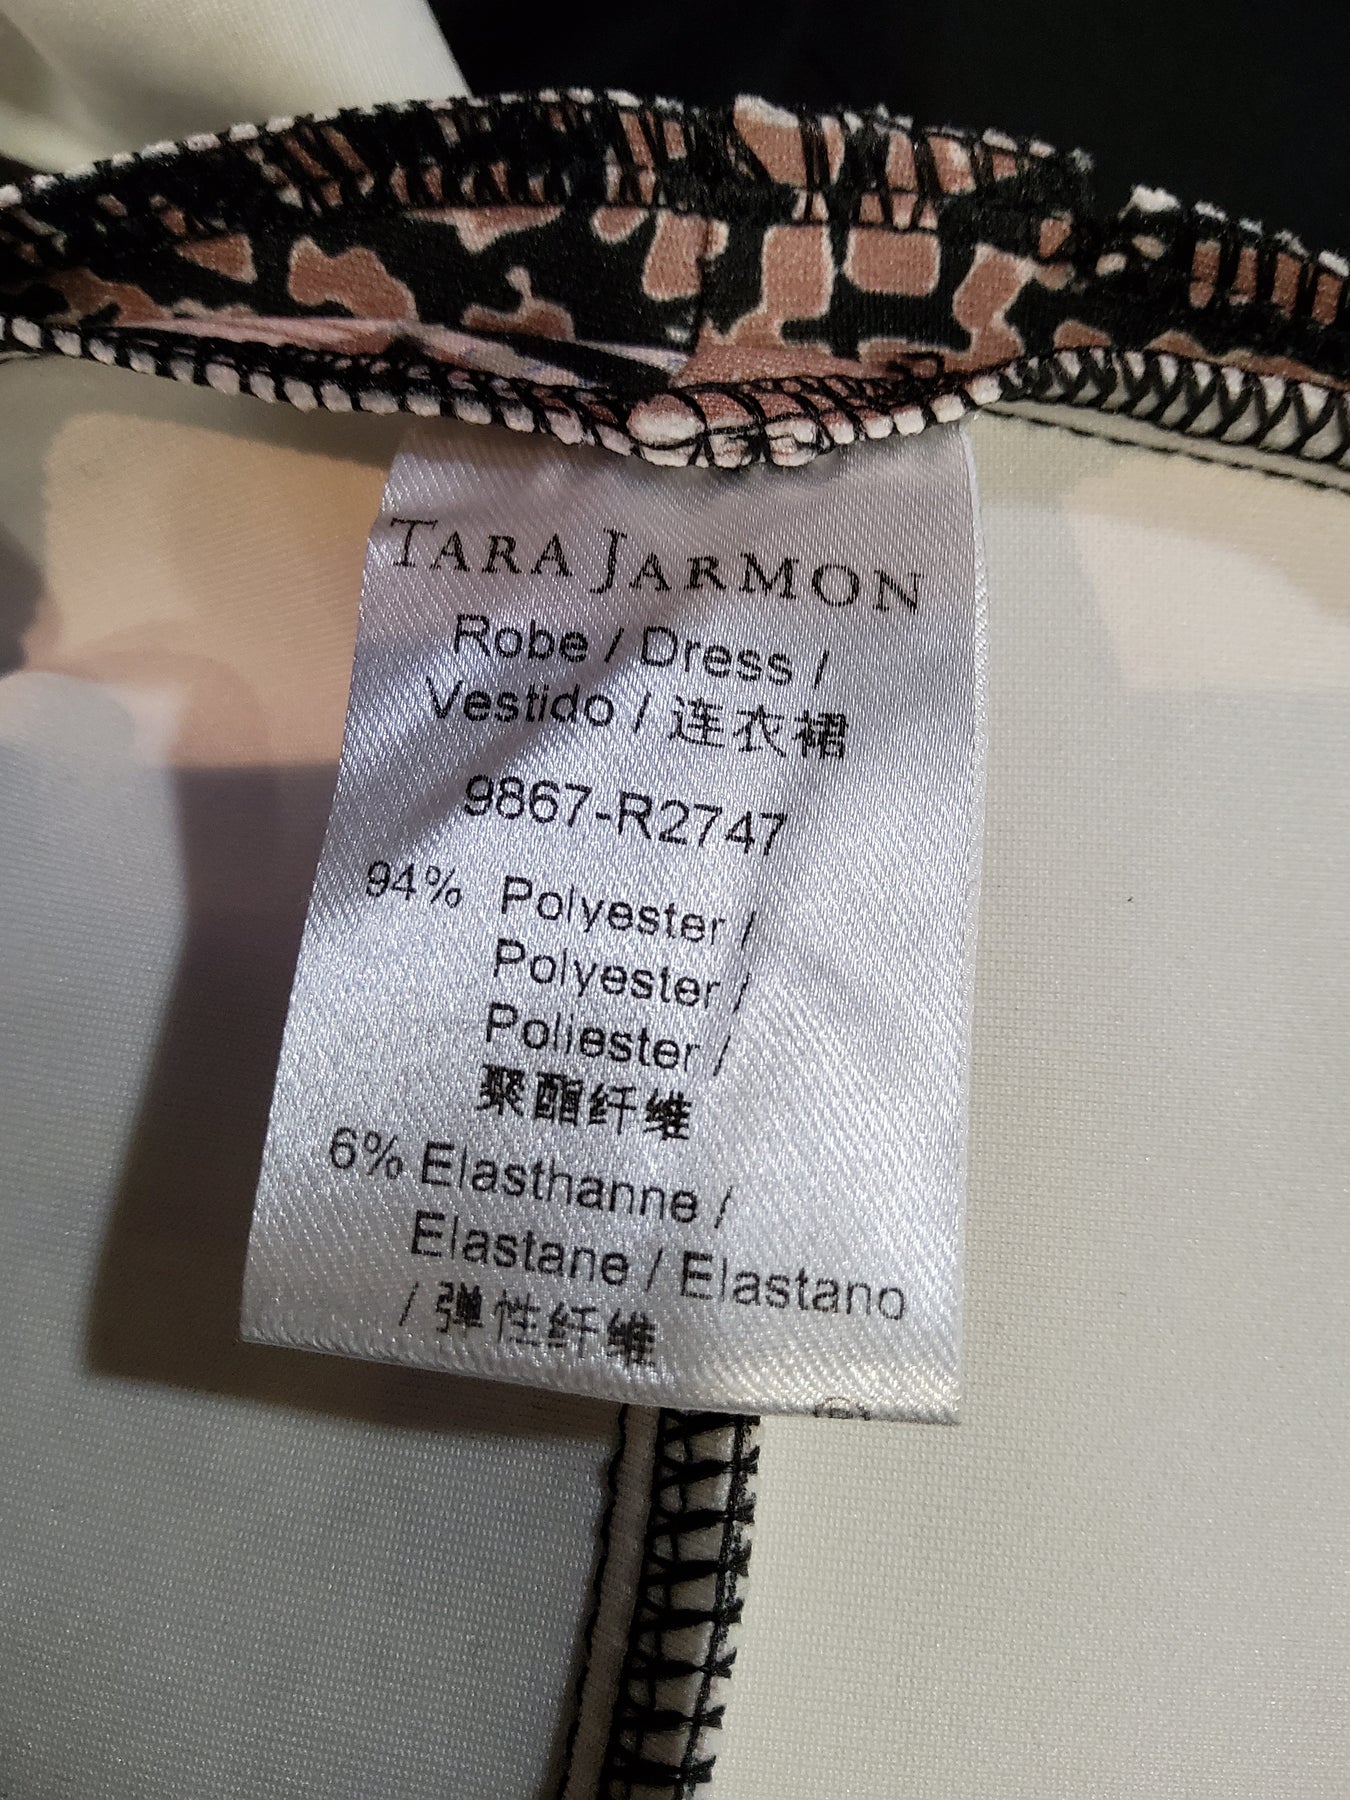 TARA JARMON
Robe / Dress /
Vestido / 连衣裙
9867-R2747
94% Polyester /
Polyester /
Poliester /
聚酯纤维
6% Elasthanne /
Elastane / Elastano
/ 弹性纤维